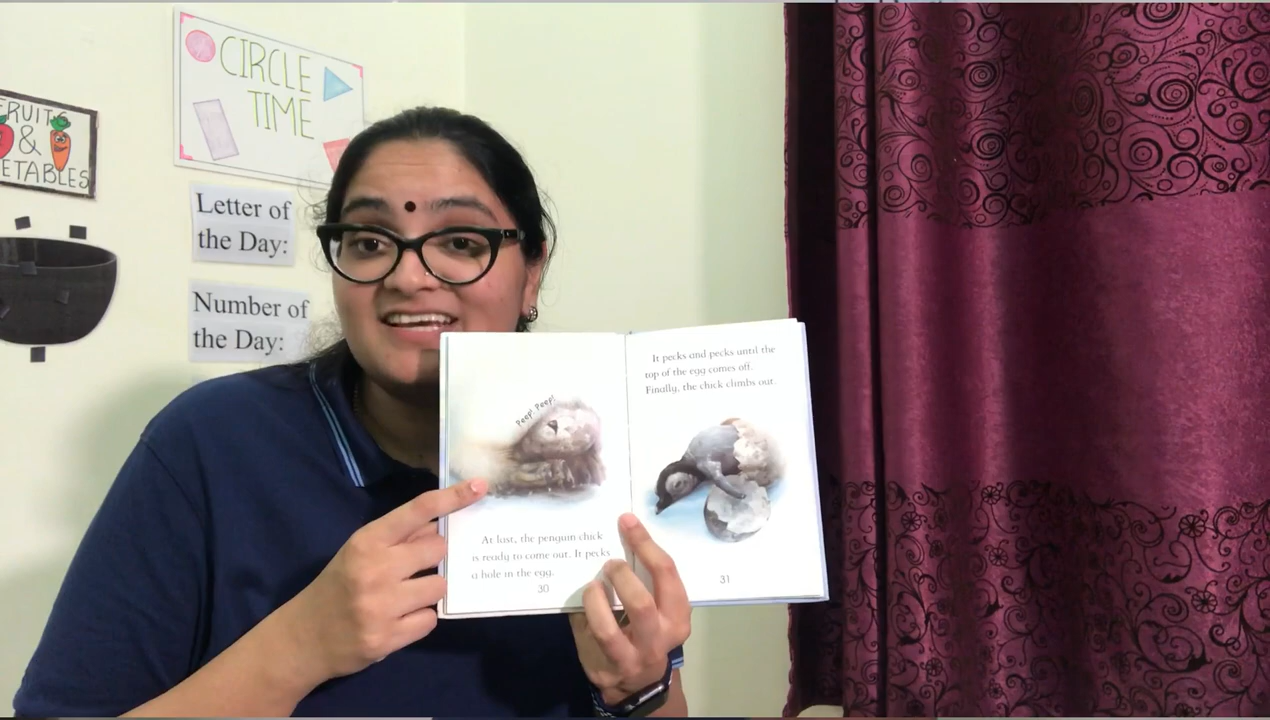 CIRCLE
TIME
FRUITS
&
ETABLES
Letter of
the Day:
Number of
the Day:
Peep! Peep!
At last, the penguin chick
is ready to come out. It pecks
a hole in the egg.
30
It pecks and pecks until the
top of the egg comes off.
Finally, the chick climbs out.
31